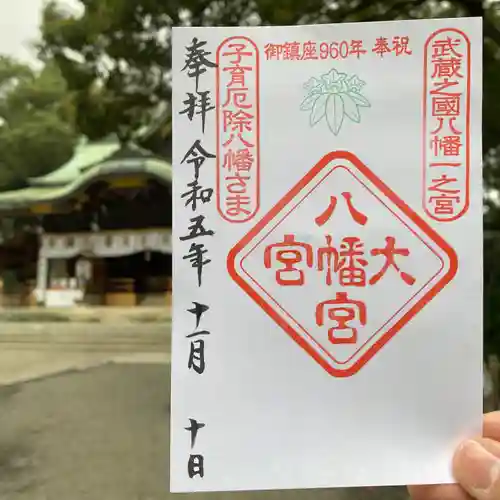 武蔵之國八幡一之宮
御鎮座960年 奉祝
子育厄除八幡さま
大宮八幡宮
奉拝 令和五年 十一月 十日